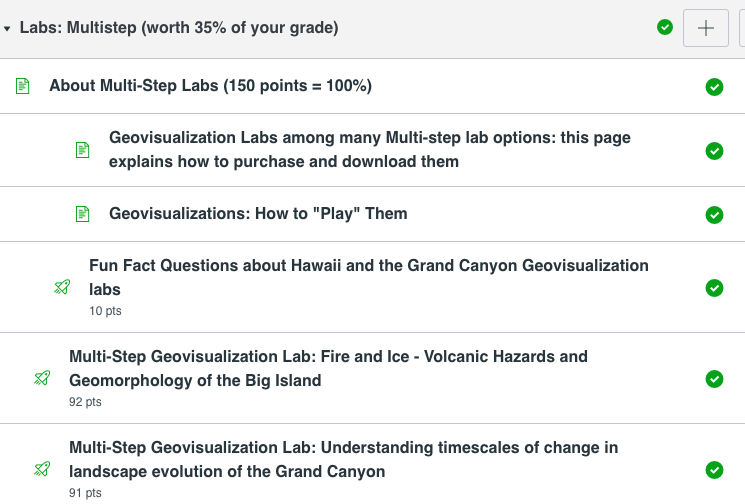 Labs: Multistep (worth 35% of your grade)
About Multi-Step Labs (150 points = 100%)
Geovisualization Labs among many Multi-step lab options: this page
explains how to purchase and download them
Geovisualizations: How to "Play" Them
Fun Fact Questions about Hawaii and the Grand Canyon Geovisualization
labs
10 pts
Multi-Step Geovisualization Lab: Fire and Ice - Volcanic Hazards and
Geomorphology of the Big Island
92 pts
Multi-Step Geovisualization Lab: Understanding timescales of change in
landscape evolution of the Grand Canyon
91 pts